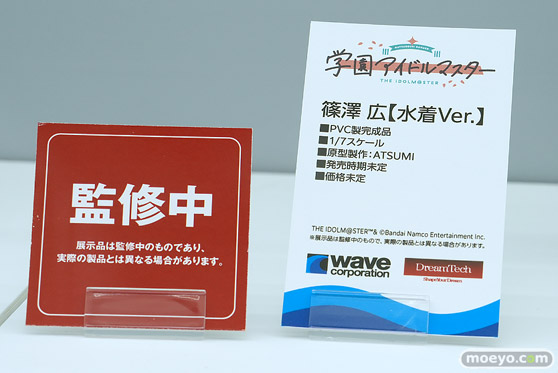 監修中
展示品は監修中のものであり、
実際の製品とは異なる場合があります。
学園アイドルマスター
THE IDOLM@STER
篠澤 広【水着Ver.】
■PVC製完成品
■1/7スケール
■原型製作：ATSUMI
■発売時期未定
■価格未定
THE IDOLM@STER™& ©Bandai Namco Entertainment Inc.
※展示品は監修中のもので、実際の製品とは異なる場合があります。
wave
corporation
DreamTech
ShapeYourDream
moeyo.com